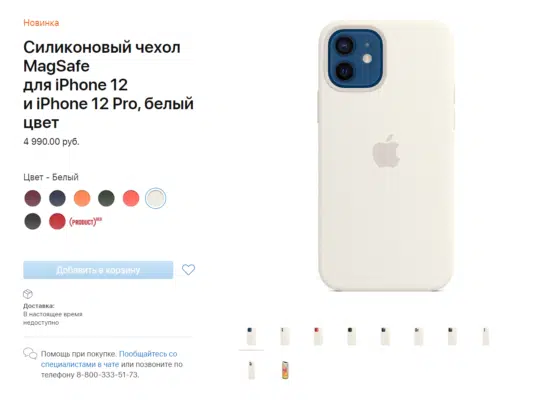 Новинка
Силиконовый чехол
MagSafe
для iPhone 12
и iPhone 12 Pro, белый
цвет
4 990.00 руб.
Цвет - Белый
(PRODUCT)RED
Добавить в корзину
Доставка:
В настоящее время
недоступно
Помощь при покупке. Пообщайтесь со
специалистами в чате или позвоните по
телефону 8-800-333-51-73.